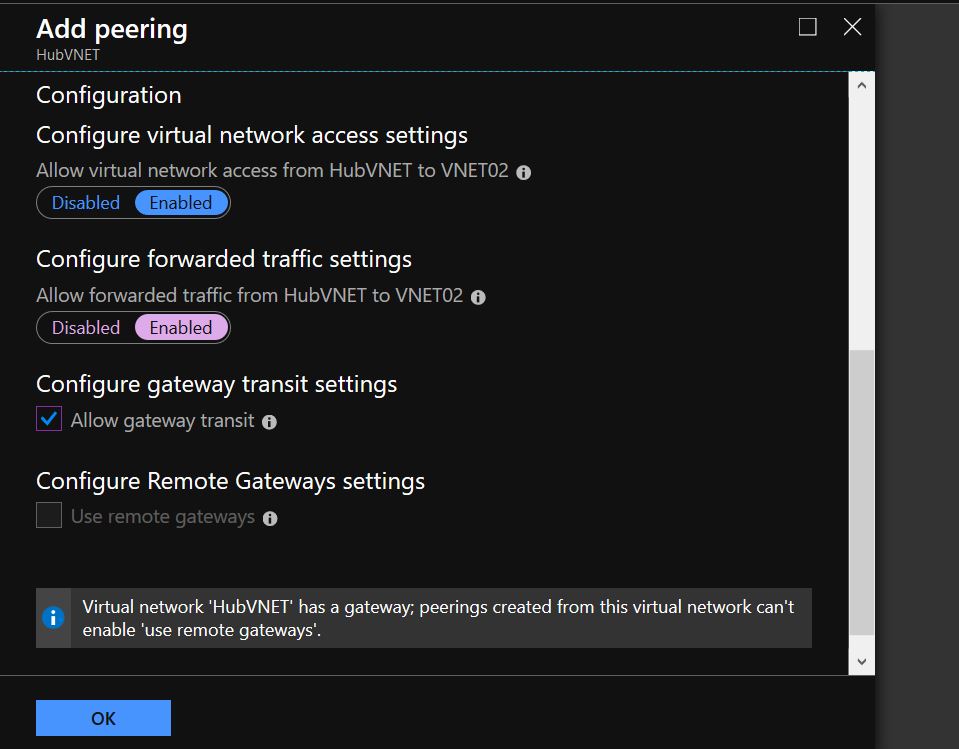 Add peering
HubVNET
Configuration
Configure virtual network access settings
Allow virtual network access from HubVNET to VNET02
Disabled Enabled
Configure forwarded traffic settings
Allow forwarded traffic from HubVNET to VNET02
Disabled Enabled
Configure gateway transit settings
Allow gateway transit
Configure Remote Gateways settings
Use remote gateways
Virtual network 'HubVNET' has a gateway; peerings created from this virtual network can't
enable 'use remote gateways'.
OK